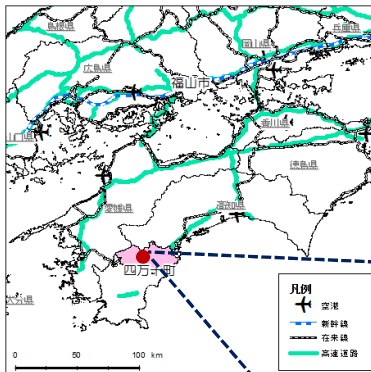 島根県
岡山県
兵庫県
広島県
福山市
山口県
香川県
徳島県
愛媛県
高知県
四万十町
大分県
凡例
空港
新幹線
在来線
高速道路
0 50 100 km